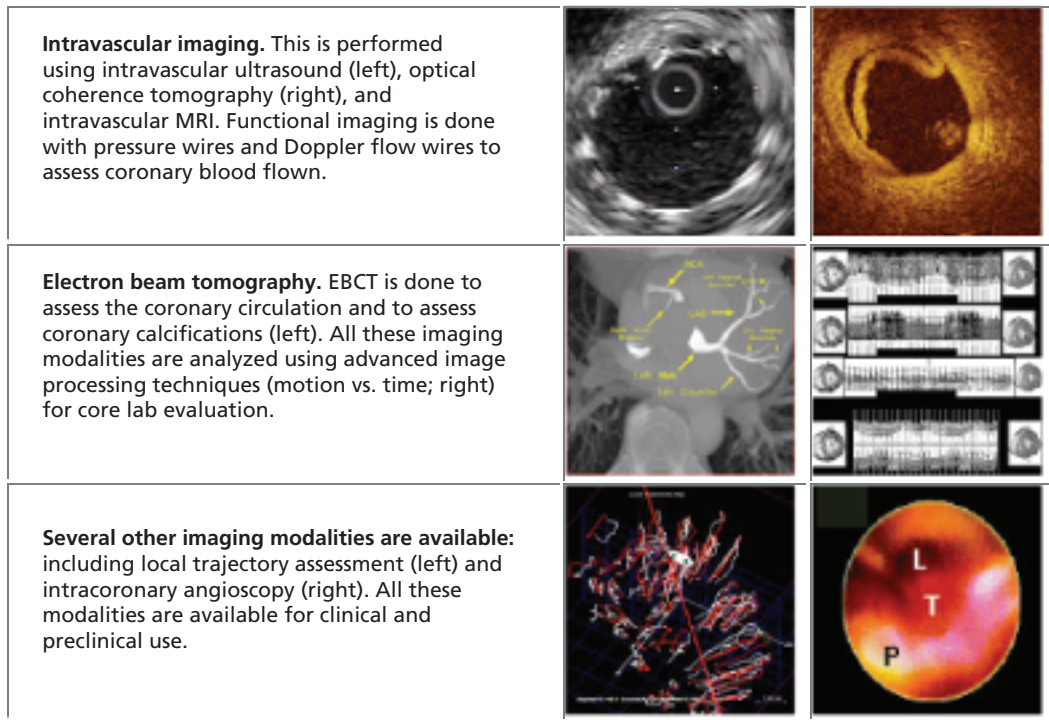 Intravascular imaging. This is performed
using intravascular ultrasound (left), optical
coherence tomography (right), and
intravascular MRI. Functional imaging is done
with pressure wires and Doppler flow wires to
assess coronary blood flown.
Electron beam tomography. EBCT is done to
assess the coronary circulation and to assess
coronary calcifications (left). All these imaging
modalities are analyzed using advanced image
processing techniques (motion vs. time; right)
for core lab evaluation.
RCA
LAD
Left Main
Several other imaging modalities are available:
including local trajectory assessment (left) and
intracoronary angioscopy (right). All these
modalities are available for clinical and
preclinical use.
L
T
P